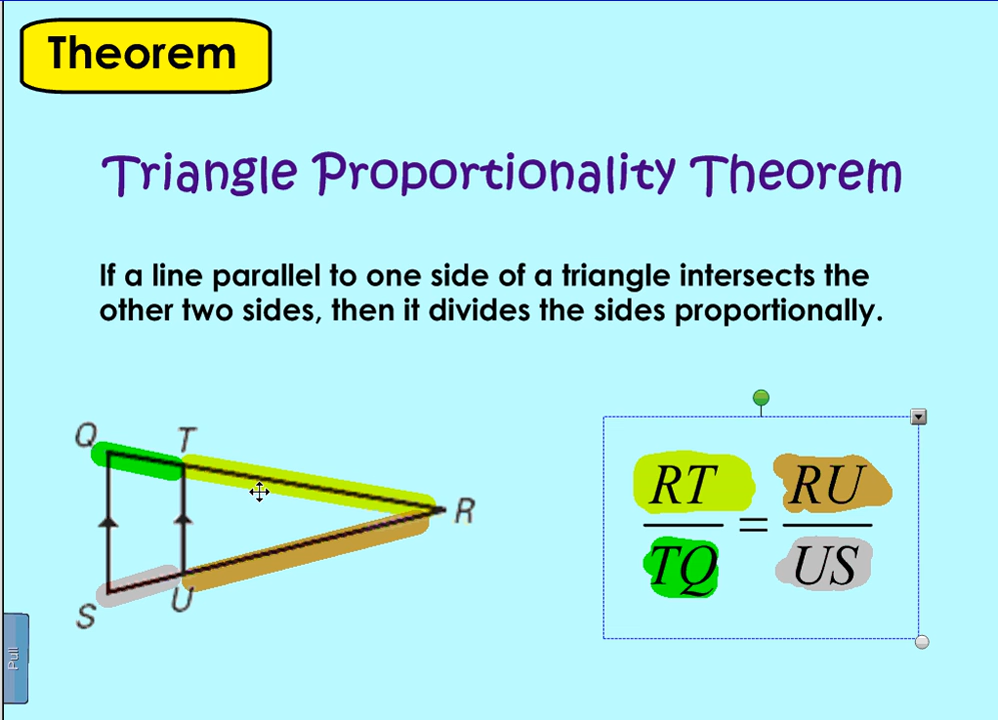 Theorem
Triangle Proportionality Theorem
If a line parallel to one side of a triangle intersects the
other two sides, then it divides the sides proportionally.
Q
T
R
S
U
RT
TQ
=
RU
US
Pull